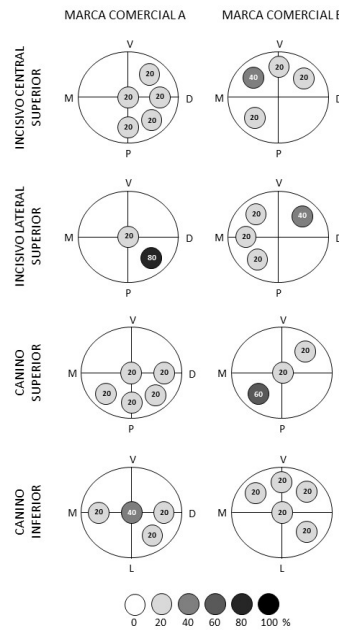 MARCA COMERCIAL A
MARCA COMERCIAL
INCISIVO CENTRAL
SUPERIOR
V
20
M
20
20
D
20
20
P
V
20
40
20
20
P
INCISIVO LATERAL
SUPERIOR
V
M
20
D
80
P
V
20
40
M
20
20
P
CANINO
SUPERIOR
V
M
20
20
D
20
20
20
P
V
20
M
20
60
P
CANINO
INFERIOR
V
M
20
40
20
D
20
L
V
20
20
20
M
20
20
L
0 20 40 60 80 100 %